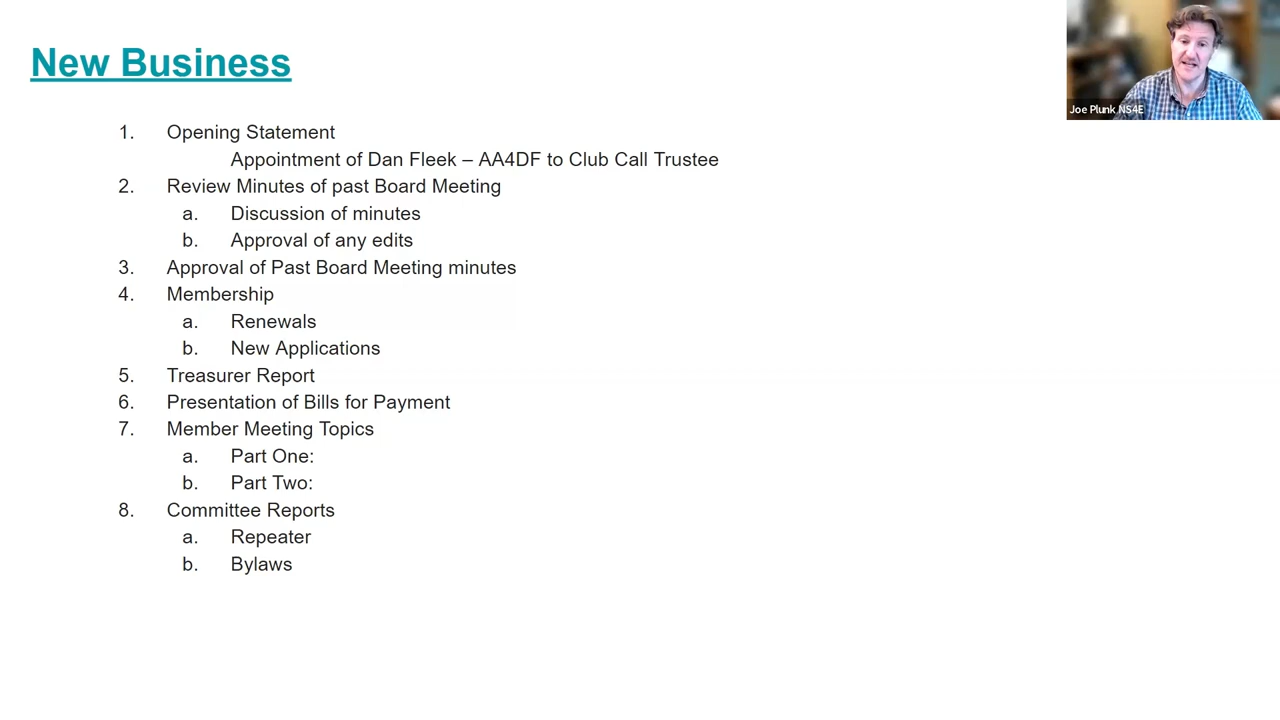 New Business
Joe Plunk NS4E
1. Opening Statement
Appointment of Dan Fleek – AA4DF to Club Call Trustee
2. Review Minutes of past Board Meeting
a. Discussion of minutes
b. Approval of any edits
3. Approval of Past Board Meeting minutes
4. Membership
a. Renewals
b. New Applications
5. Treasurer Report
6. Presentation of Bills for Payment
7. Member Meeting Topics
a. Part One:
b. Part Two:
8. Committee Reports
a. Repeater
b. Bylaws